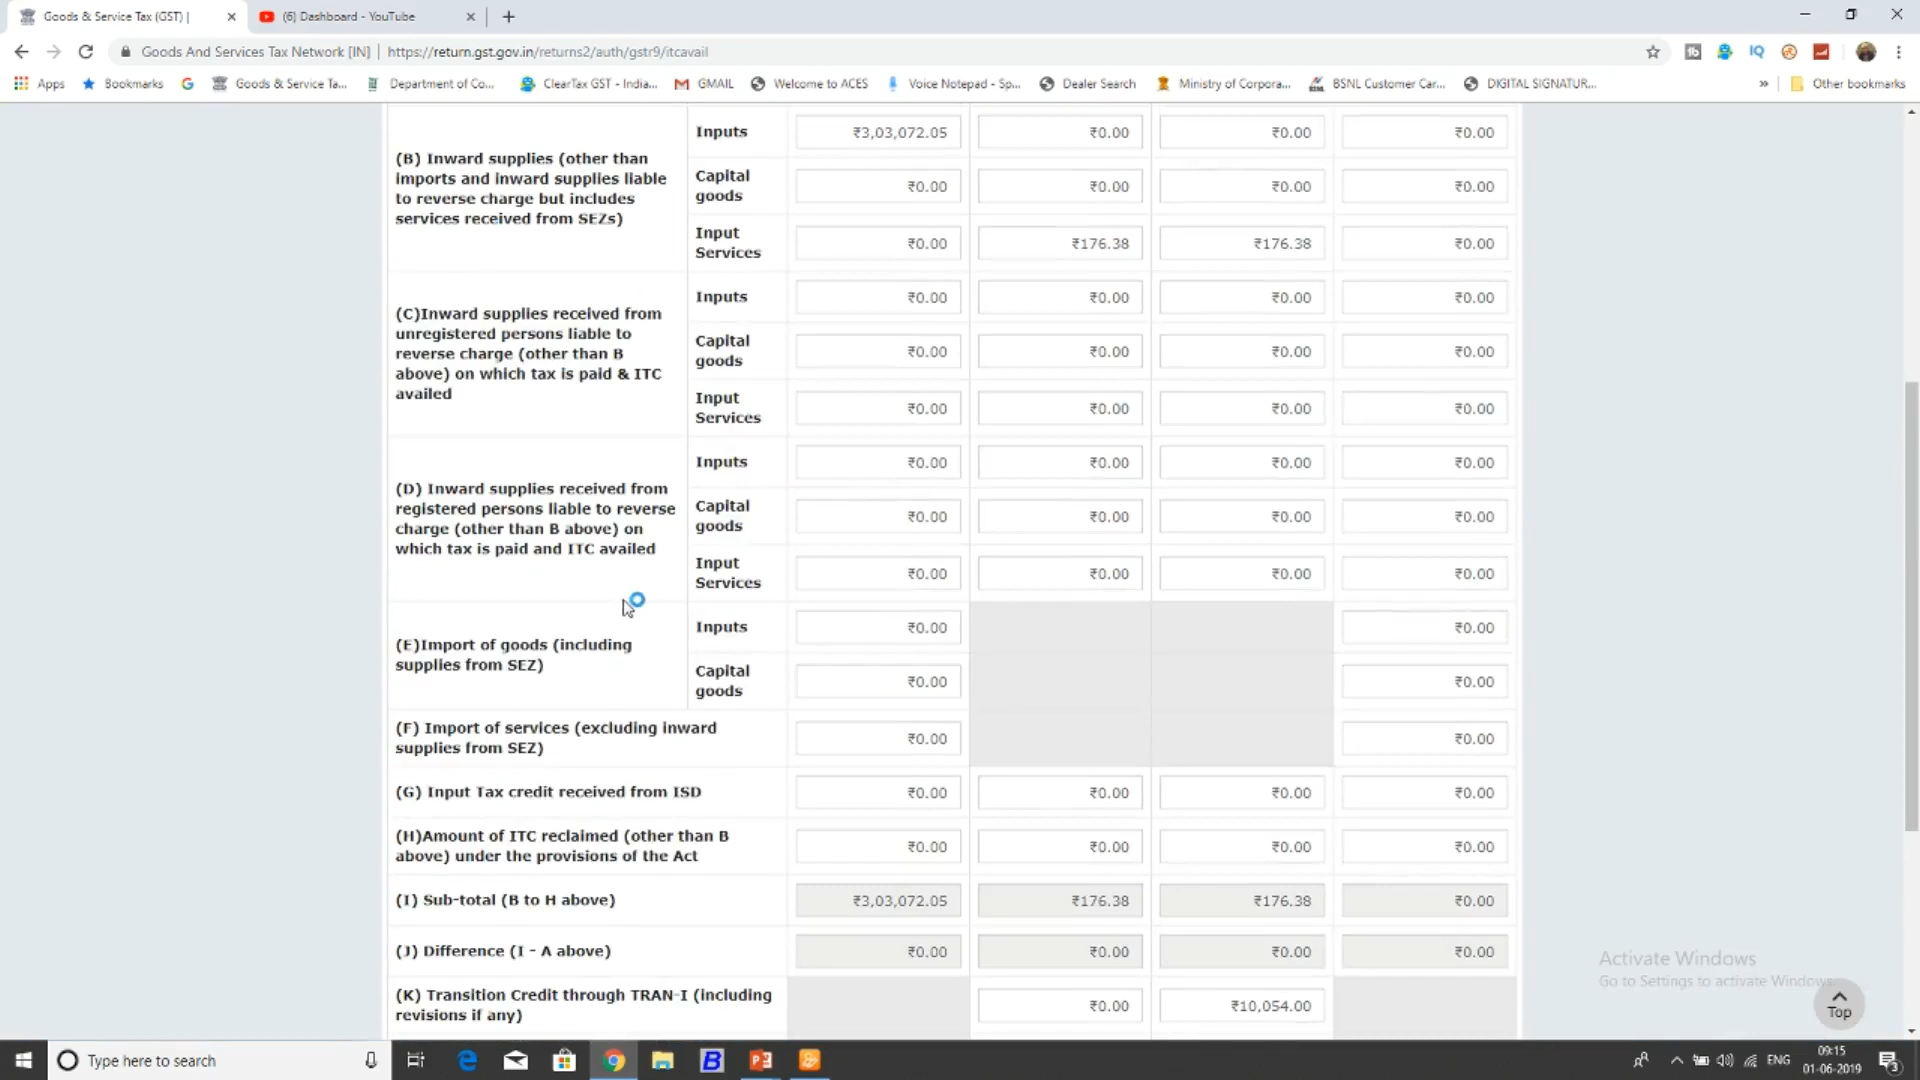 Goods & Service Tax (GST) |
(6) Dashboard - YouTube
Goods And Services Tax Network [IN] | https://return.gst.gov.in/returns2/auth/gstr9/itcavail
Apps Bookmarks Goods & Service Ta... Department of Co... ClearTax GST - India... GMAIL Welcome to ACES Voice Notepad - Sp... Dealer Search Ministry of Corpora... BSNL Customer Car... DIGITAL SIGNATUR... » Other bookmarks
(B) Inward supplies (other than
imports and inward supplies liable
to reverse charge but includes
services received from SEZs)
Inputs ₹3,03,072.05 ₹0.00 ₹0.00 ₹0.00
Capital
goods ₹0.00 ₹0.00 ₹0.00 ₹0.00
Input
Services ₹0.00 ₹176.38 ₹176.38 ₹0.00
(C)Inward supplies received from
unregistered persons liable to
reverse charge (other than B
above) on which tax is paid & ITC
availed
Inputs ₹0.00 ₹0.00 ₹0.00 ₹0.00
Capital
goods ₹0.00 ₹0.00 ₹0.00 ₹0.00
Input
Services ₹0.00 ₹0.00 ₹0.00 ₹0.00
(D) Inward supplies received from
registered persons liable to reverse
charge (other than B above) on
which tax is paid and ITC availed
Inputs ₹0.00 ₹0.00 ₹0.00 ₹0.00
Capital
goods ₹0.00 ₹0.00 ₹0.00 ₹0.00
Input
Services ₹0.00 ₹0.00 ₹0.00 ₹0.00
(E)Import of goods (including
supplies from SEZ)
Inputs ₹0.00 ₹0.00
Capital
goods ₹0.00 ₹0.00
(F) Import of services (excluding inward
supplies from SEZ) ₹0.00 ₹0.00
(G) Input Tax credit received from ISD ₹0.00 ₹0.00 ₹0.00 ₹0.00
(H)Amount of ITC reclaimed (other than B
above) under the provisions of the Act ₹0.00 ₹0.00 ₹0.00 ₹0.00
(I) Sub-total (B to H above) ₹3,03,072.05 ₹176.38 ₹176.38 ₹0.00
(J) Difference (I - A above) ₹0.00 ₹0.00 ₹0.00 ₹0.00
(K) Transition Credit through TRAN-I (including
revisions if any) ₹0.00 ₹10,054.00
Activate Windows
Go to Settings to activate Windows.
Top
Type here to search
ENG
09:15
01-06-2019
3